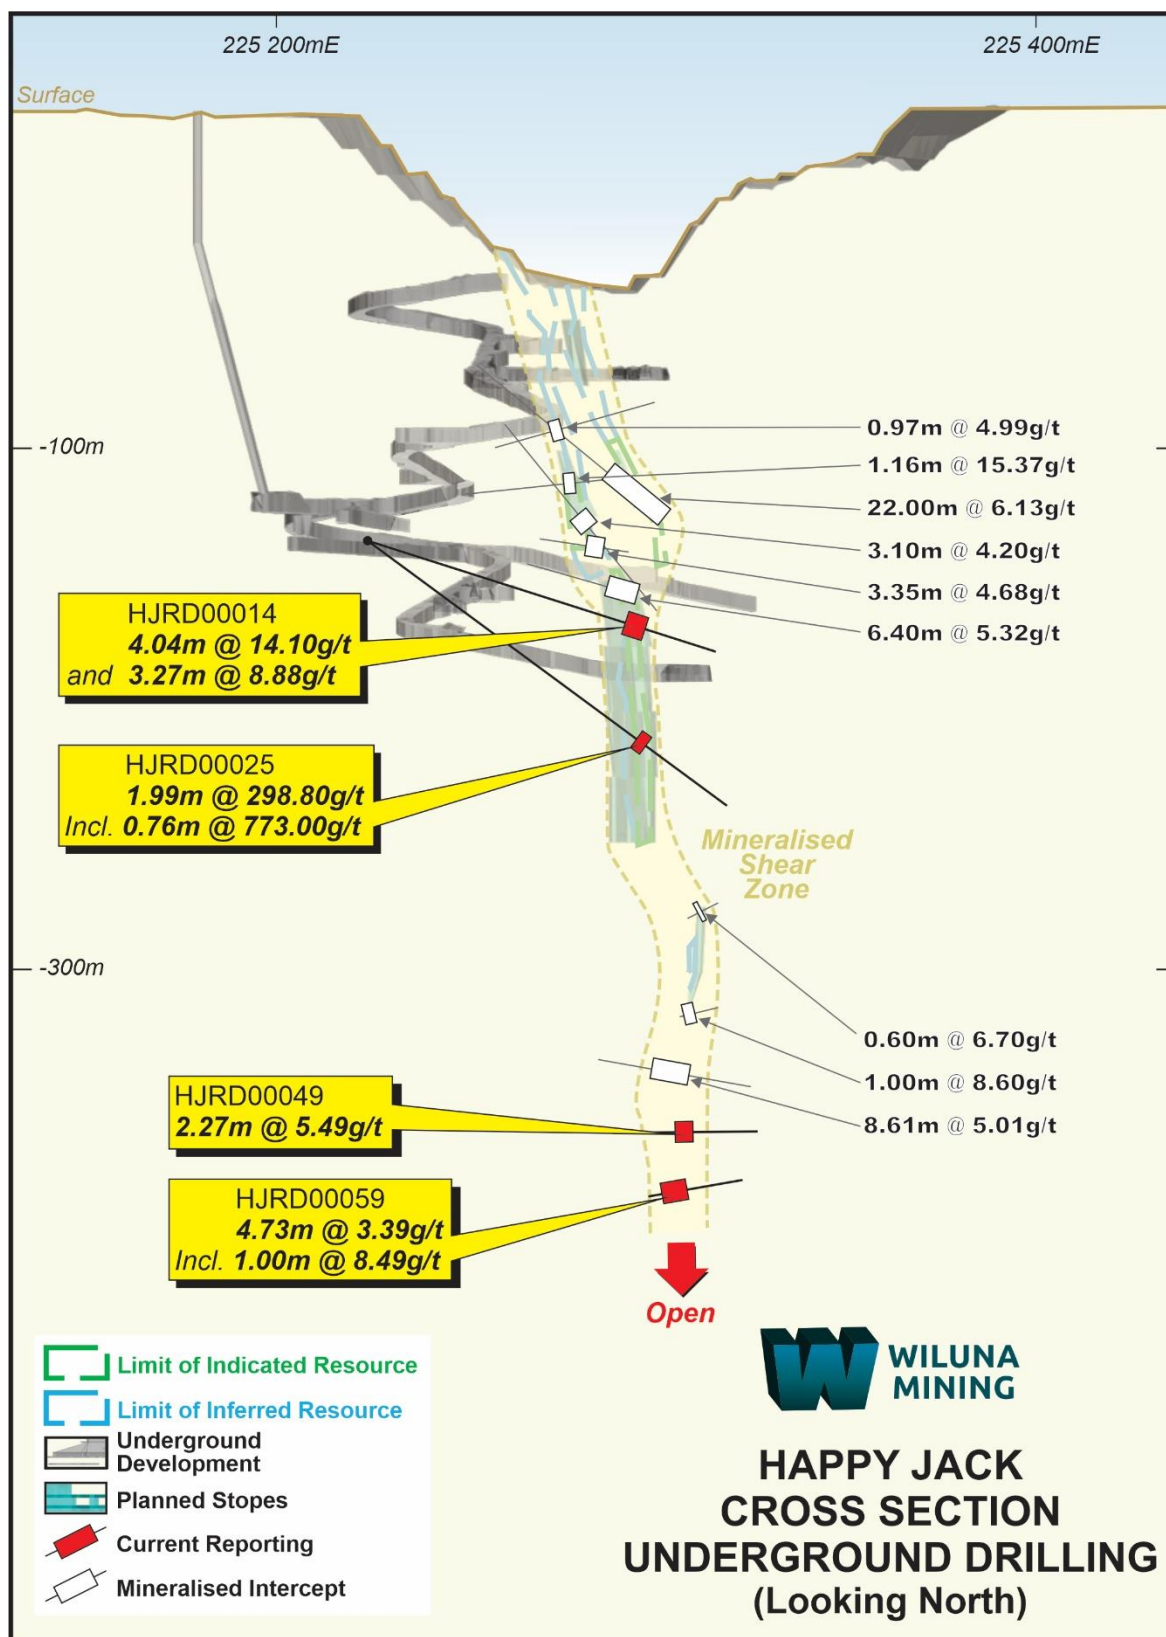 225 200mE
225 400mE
Surface
-100m
0.97m @ 4.99g/t
1.16m @ 15.37g/t
22.00m @ 6.13g/t
3.10m @ 4.20g/t
3.35m @ 4.68g/t
6.40m @ 5.32g/t
HJRD00014
4.04m @ 14.10g/t
and 3.27m @ 8.88g/t
HJRD00025
1.99m @ 298.80g/t
Incl. 0.76m @ 773.00g/t
Mineralised
Shear
Zone
-300m
0.60m @ 6.70g/t
1.00m @ 8.60g/t
8.61m @ 5.01g/t
HJRD00049
2.27m @ 5.49g/t
HJRD00059
4.73m @ 3.39g/t
Incl. 1.00m @ 8.49g/t
Open
Limit of Indicated Resource
Limit of Inferred Resource
Underground
Development
Planned Stopes
Current Reporting
Mineralised Intercept
WILUNA
MINING
HAPPY JACK
CROSS SECTION
UNDERGROUND DRILLING
(Looking North)